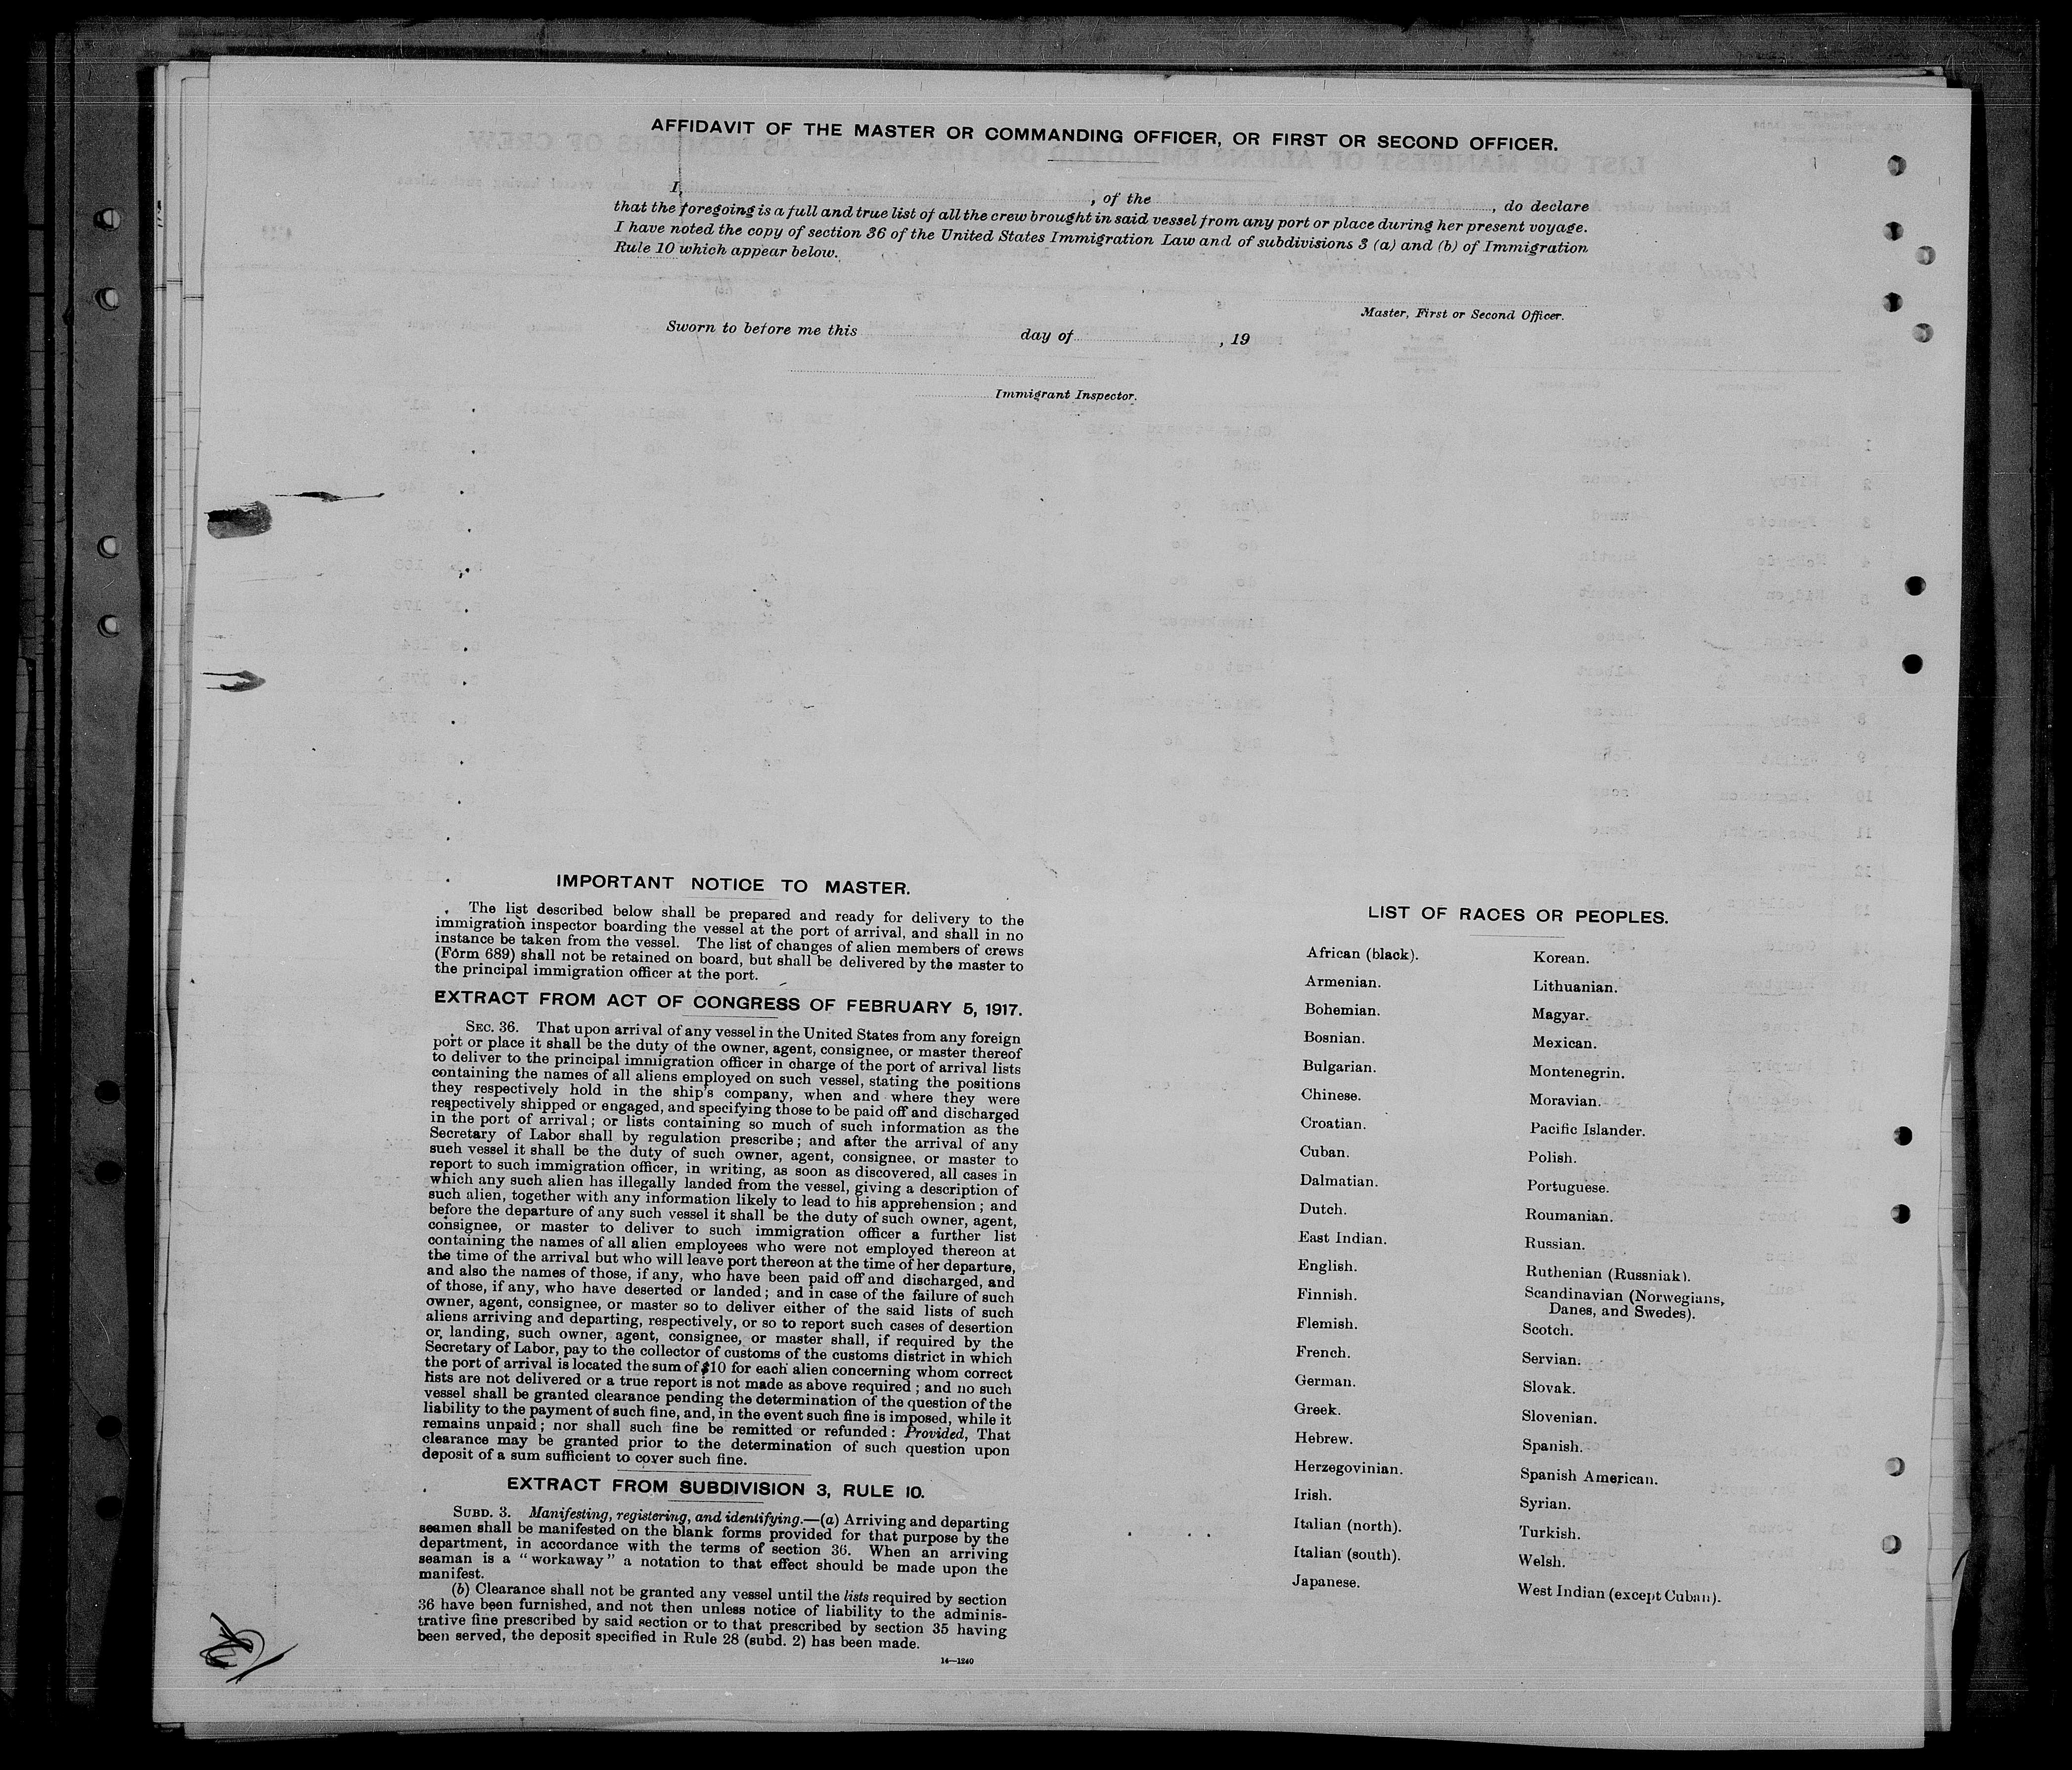 AFFIDAVIT OF THE MASTER OR COMMANDING OFFICER, OR FIRST OR SECOND OFFICER.
I, , of the , do declare
that the foregoing is a full and true list of all the crew brought in said vessel from any port or place during her present voyage.
I have noted the copy of section 36 of the United States Immigration Law and of subdivisions 3 (a) and (b) of Immigration
Rule 10 which appear below.
Master, First or Second Officer.
Sworn to before me this day of , 19
Immigrant Inspector.
IMPORTANT NOTICE TO MASTER.
The list described below shall be prepared and ready for delivery to the
immigration inspector boarding the vessel at the port of arrival, and shall in no
instance be taken from the vessel. The list of changes of alien members of crews
(Form 689) shall not be retained on board, but shall be delivered by the master to
the principal immigration officer at the port.
EXTRACT FROM ACT OF CONGRESS OF FEBRUARY 5, 1917.
SEC. 36. That upon arrival of any vessel in the United States from any foreign
port or place it shall be the duty of the owner, agent, consignee, or master thereof
to deliver to the principal immigration officer in charge of the port of arrival lists
containing the names of all aliens employed on such vessel, stating the positions
they respectively hold in the ship's company, when and where they were
respectively shipped or engaged, and specifying those to be paid off and discharged
in the port of arrival; or lists containing so much of such information as the
Secretary of Labor shall by regulation prescribe; and after the arrival of any
such vessel it shall be the duty of such owner, agent, consignee, or master to
report to such immigration officer, in writing, as soon as discovered, all cases in
which any such alien has illegally landed from the vessel, giving a description of
such alien, together with any information likely to lead to his apprehension; and
before the departure of any such vessel it shall be the duty of such owner, agent,
consignee, or master to deliver to such immigration officer a further list
containing the names of all alien employees who were not employed thereon at
the time of the arrival but who will leave port thereon at the time of her departure,
and also the names of those, if any, who have been paid off and discharged, and
of those, if any, who have deserted or landed; and in case of the failure of such
owner, agent, consignee, or master so to deliver either of the said lists of such
aliens arriving and departing, respectively, or so to report such cases of desertion
or landing, such owner, agent, consignee, or master shall, if required by the
Secretary of Labor, pay to the collector of customs of the customs district in which
the port of arrival is located the sum of $10 for each alien concerning whom correct
lists are not delivered or a true report is not made as above required; and no such
vessel shall be granted clearance pending the determination of the question of the
liability to the payment of such fine, and, in the event such fine is imposed, while it
remains unpaid; nor shall such fine be remitted or refunded: Provided, That
clearance may be granted prior to the determination of such question upon
deposit of a sum sufficient to cover such fine.
EXTRACT FROM SUBDIVISION 3, RULE 10.
SUBD. 3. Manifesting, registering, and identifying.—(a) Arriving and departing
seamen shall be manifested on the blank forms provided for that purpose by the
department, in accordance with the terms of section 36. When an arriving
seaman is a "workaway" a notation to that effect should be made upon the
manifest.
(b) Clearance shall not be granted any vessel until the lists required by section
36 have been furnished, and not then unless notice of liability to the adminis-
trative fine prescribed by said section or to that prescribed by section 35 having
been served, the deposit specified in Rule 28 (subd. 2) has been made.
14—1240
LIST OF RACES OR PEOPLES.
African (black).
Armenian.
Bohemian.
Bosnian.
Bulgarian.
Chinese.
Croatian.
Cuban.
Dalmatian.
Dutch.
East Indian.
English.
Finnish.
Flemish.
French.
German.
Greek.
Hebrew.
Herzegovinian.
Irish.
Italian (north).
Italian (south).
Japanese.
Korean.
Lithuanian.
Magyar.
Mexican.
Montenegrin.
Moravian.
Pacific Islander.
Polish.
Portuguese.
Roumanian.
Russian.
Ruthenian (Russniak).
Scandinavian (Norwegians,
Danes, and Swedes).
Scotch.
Servian.
Slovak.
Slovenian.
Spanish.
Spanish American.
Syrian.
Turkish.
Welsh.
West Indian (except Cuban).